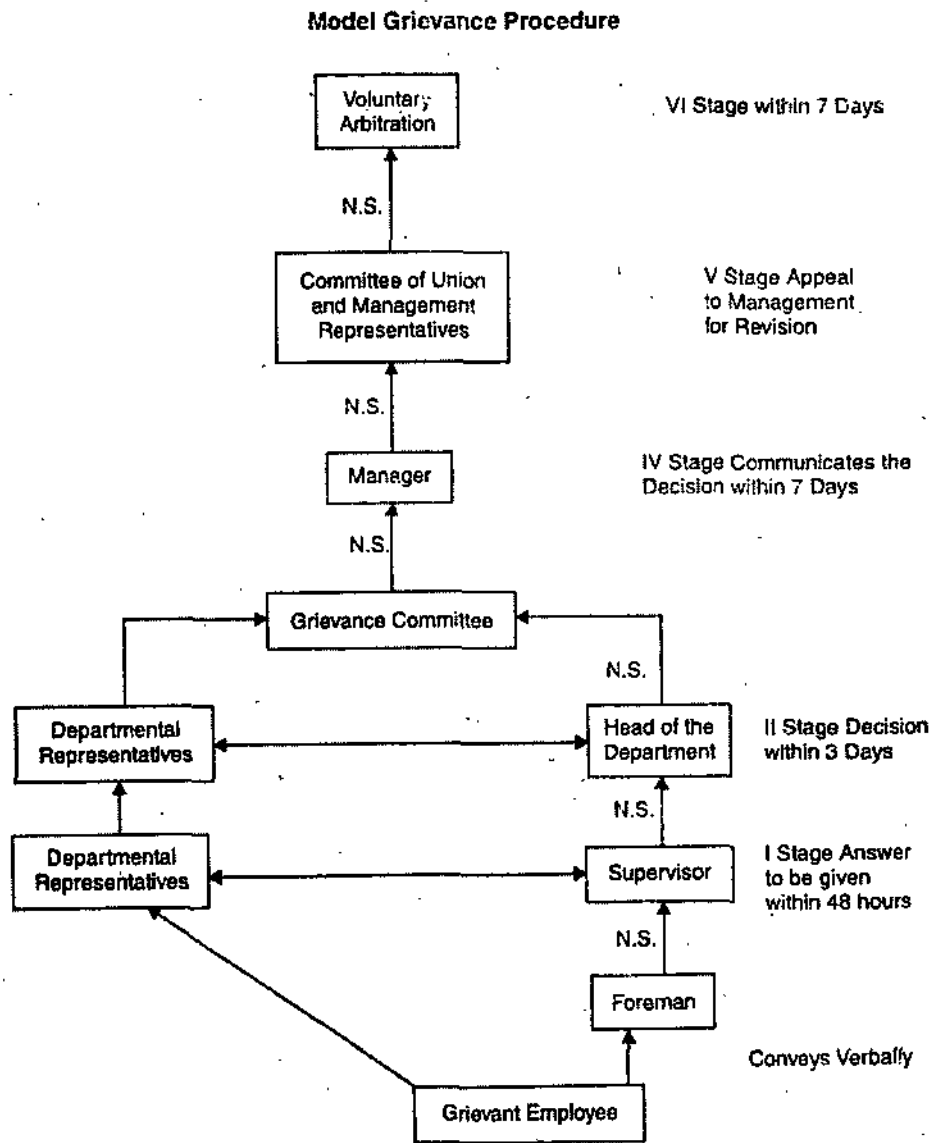 Model Grievance Procedure
Voluntary
Arbitration
VI Stage within 7 Days
N.S.
Committee of Union
and Management
Representatives
V Stage Appeal
to Management
for Revision
N.S.
Manager
IV Stage Communicates the
Decision within 7 Days
N.S.
Grievance Committee
N.S.
Departmental
Representatives
Head of the
Department
II Stage Decision
within 3 Days
N.S.
Departmental
Representatives
Supervisor
I Stage Answer
to be given
within 48 hours
N.S.
Foreman
Conveys Verbally
Grievant Employee